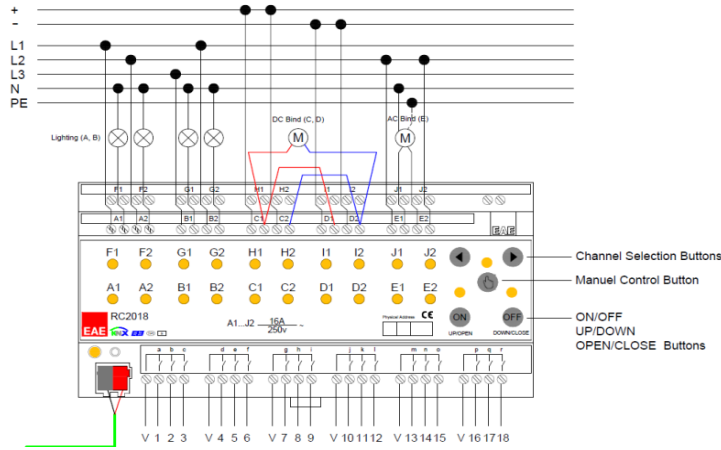 +
−
L1
L2
L3
N
PE
DC Bind (C, D) AC Bind (E)
Lighting (A, B) M M
F1 F2 G1 G2 H1 H2 I1 I2 J1 J2
A1 A2 B1 B2 C1 C2 D1 D2 E1 E2
EAE
F1 F2 G1 G2 H1 H2 I1 I2 J1 J2
Channel Selection Buttons
Manuel Control Button
A1 A2 B1 B2 C1 C2 D1 D2 E1 E2
RC2018
EAE
A1...J2 16A
250v
Physical Address CE
ON OFF
UP/OPEN DOWN/CLOSE
ON/OFF
UP/DOWN
OPEN/CLOSE Buttons
a b c d e f g h i j k l m n o p q r
V 1 2 3 V 4 5 6 V 7 8 9 V 10 11 12 V 13 14 15 V 16 17 18